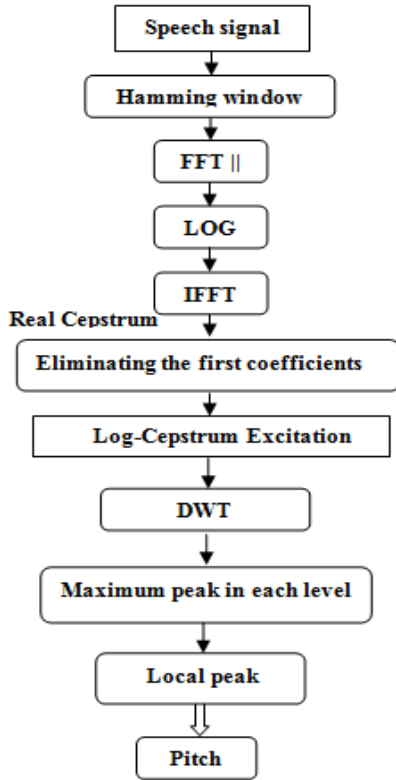 Speech signal
Hamming window
FFT ||
LOG
IFFT
Real Cepstrum
Eliminating the first coefficients
Log-Cepstrum Excitation
DWT
Maximum peak in each level
Local peak
Pitch